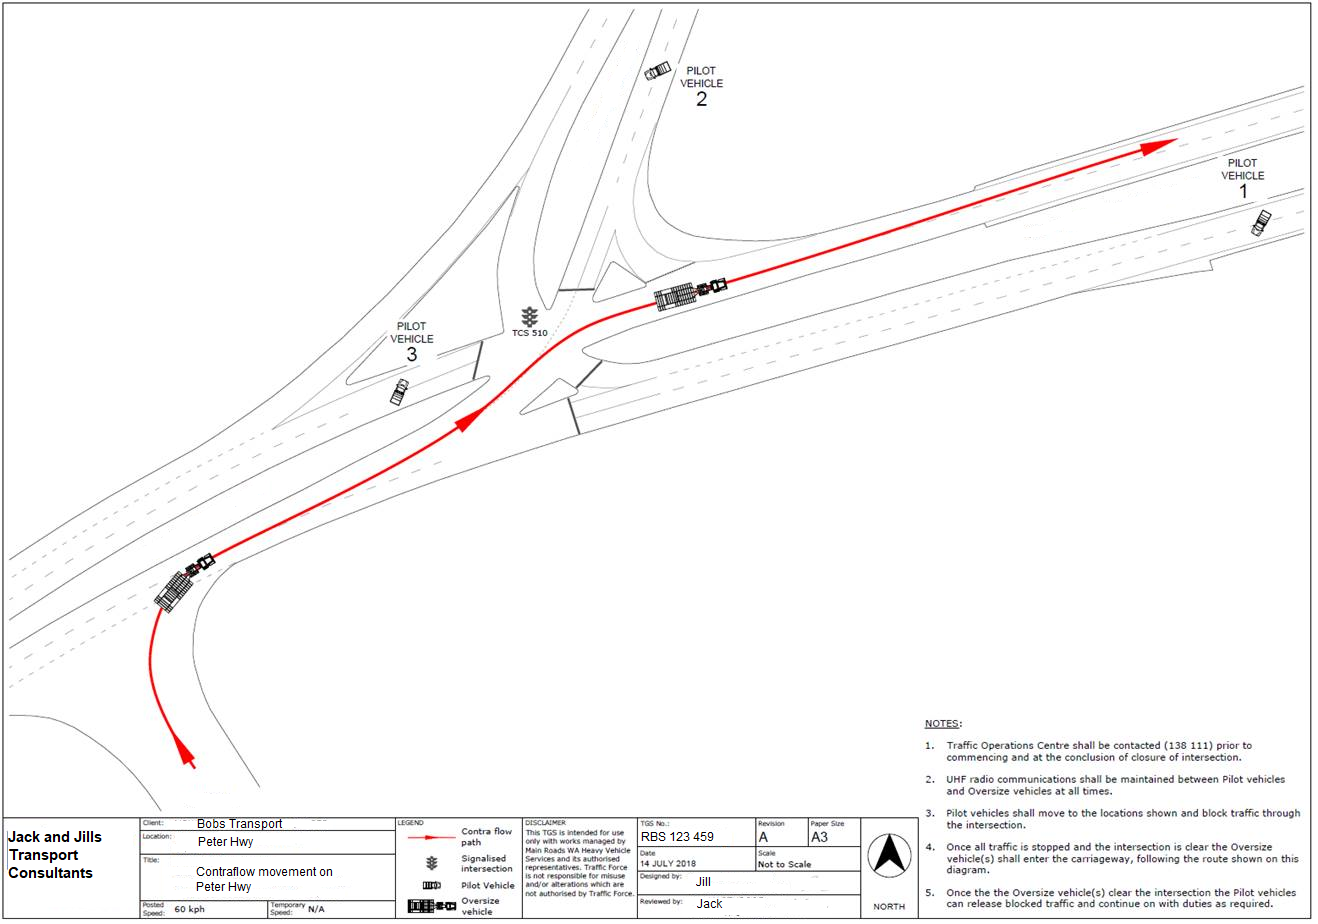 PILOT
VEHICLE
2
PILOT
VEHICLE
1
TCS 510
PILOT
VEHICLE
3
NOTES:
1. Traffic Operations Centre shall be contacted (138 111) prior to
commencing and at the conclusion of closure of intersection.
2. UHF radio communications shall be maintained between Pilot vehicles
and Oversize vehicles at all times.
3. Pilot vehicles shall move to the locations shown and block traffic through
the intersection.
4. Once all traffic is stopped and the intersection is clear the Oversize
vehicle(s) shall enter the carriageway, following the route shown on this
diagram.
5. Once the the Oversize vehicle(s) clear the intersection the Pilot vehicles
can release blocked traffic and continue on with duties as required.
Jack and Jills
Transport
Consultants
Client: Bobs Transport
Location: Peter Hwy
Title:
Contraflow movement on
Peter Hwy
Posted
Speed: 60 kph
Temporary
Speed: N/A
LEGEND
Contra flow
path
Signalised
intersection
Pilot Vehicle
Oversize
vehicle
DISCLAIMER
This TGS is intended for use
only with works managed by
Main Roads WA Heavy Vehicle
Services and its authorised
representatives. Traffic Force
is not responsible for misuse
and/or alterations which are
not authorised by Traffic Force.
TGS No.:
RBS 123 459
Revision
A
Paper Size
A3
Date
14 JULY 2018
Scale
Not to Scale
Designed by:
Jill
Reviewed by:
Jack
NORTH